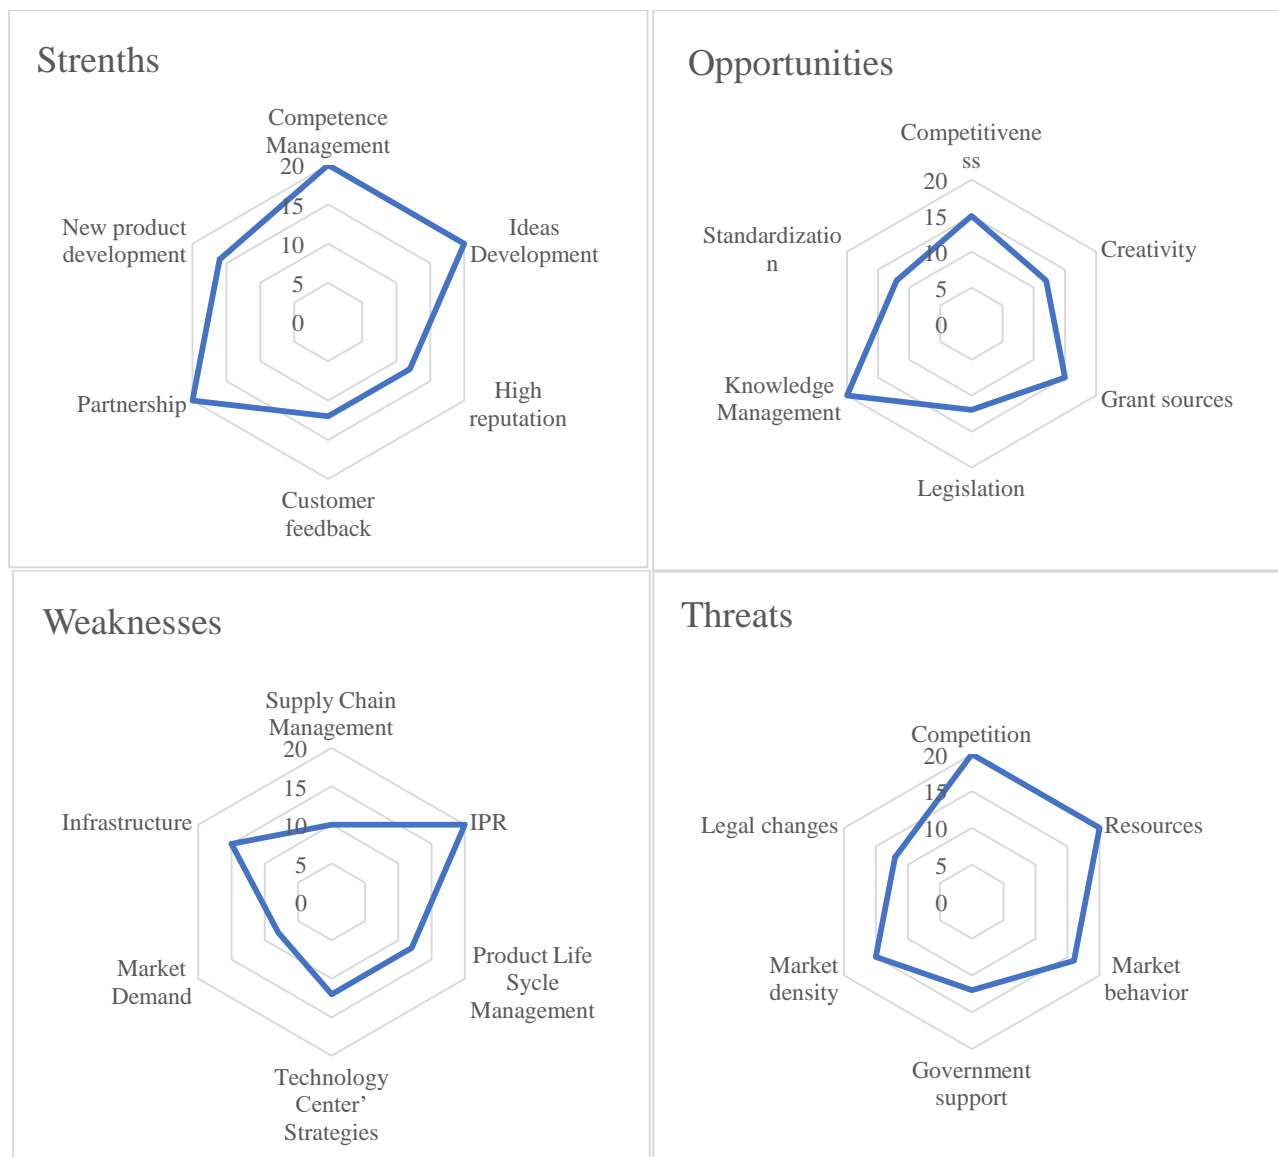 Strenths
Competence
Management
20
15
10
5
0
Ideas
Development
High
reputation
Customer
feedback
Partnership
New product
development
Opportunities
Competitivene
ss
20
15
10
5
0
Creativity
Grant sources
Legislation
Knowledge
Management
Standardizatio
n
Weaknesses
Supply Chain
Management
20
15
10
5
0
IPR
Product Life
Sycle
Management
Technology
Center’
Strategies
Market
Demand
Infrastructure
Threats
Competition
20
15
10
5
0
Resources
Market
behavior
Government
support
Market
density
Legal changes